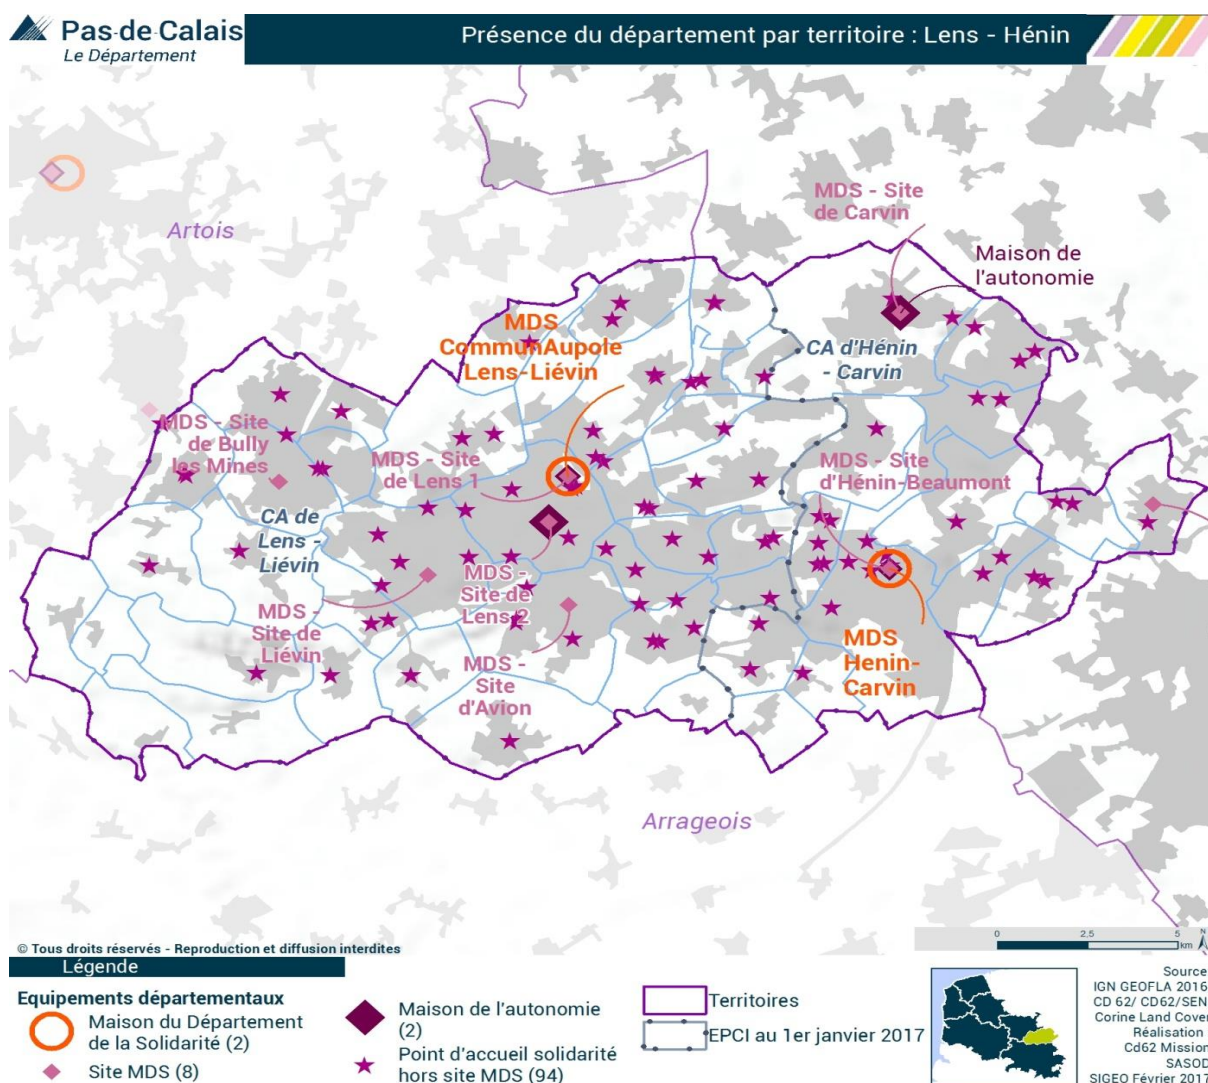 Pas-de-Calais
Le Département
Présence du département par territoire : Lens - Hénin
MDS - Site
de Carvin
Artois
Maison de
l'autonomie
MDS
CommunAupole
Lens-Liévin
CA d'Hénin
- Carvin
MDS - Site
de Bully
les Mines
MDS - Site
de Lens 1
MDS - Site
d'Hénin-Beaumont
CA de
Lens -
Liévin
MDS -
Site de
Lens 2
MDS -
Site de
Liévin
MDS
Henin-
Carvin
MDS -
Site
d'Avion
Arrageois
© Tous droits réservés - Reproduction et diffusion interdites
0 2,5 5
km
N
Légende
Equipements départementaux
Maison du Département
de la Solidarité (2)
Site MDS (8)
Maison de l'autonomie
(2)
Point d'accueil solidarité
hors site MDS (94)
Territoires
EPCI au 1er janvier 2017
Source
IGN GEOFLA 2016
CD 62/ CD62/SEN
Corine Land Cover
Réalisation
Cd62 Mission
SASOD
SIGEO Février 2017